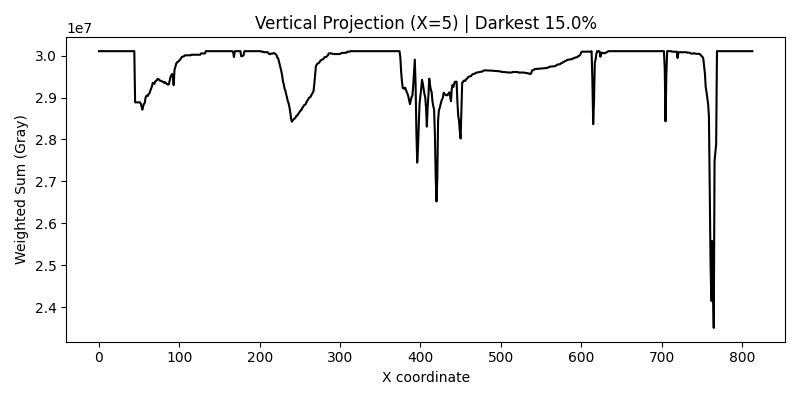 Vertical Projection (X=5) | Darkest 15.0%
1e7
3.0
2.9
2.8
2.7
2.6
2.5
2.4
Weighted Sum (Gray)
0 100 200 300 400 500 600 700 800
X coordinate